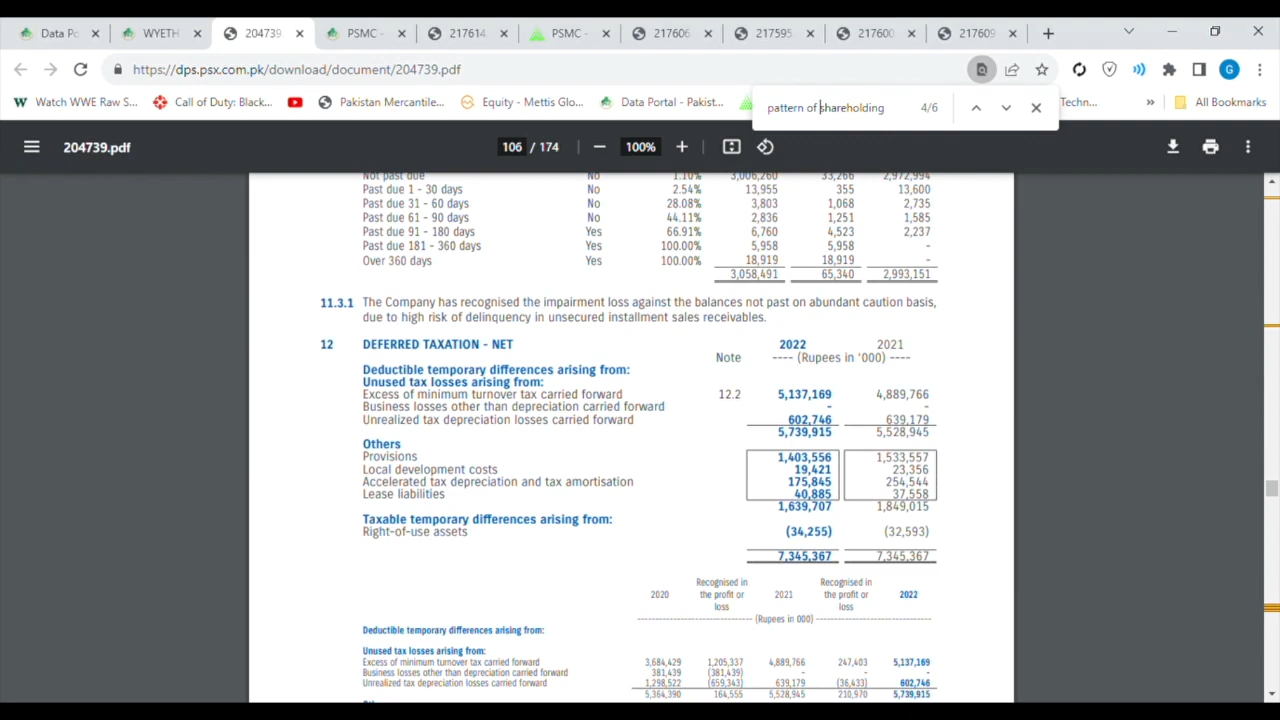 Data Po
WYETH
204739
PSMC -
217614
PSMC -
217606
217595
217600
217609
https://dps.psx.com.pk/download/document/204739.pdf
G
W Watch WWE Raw S...
Call of Duty: Black...
Pakistan Mercantile...
Equity - Mettis Glo...
Data Portal - Pakist...
Techn...
»
All Bookmarks
pattern of shareholding 4/6
204739.pdf
106 / 174
100%
Not past due No 1.10% 3,006,260 33,266 2,972,994
Past due 1 - 30 days No 2.54% 13,955 355 13,600
Past due 31 - 60 days No 28.08% 3,803 1,068 2,735
Past due 61 - 90 days No 44.11% 2,836 1,251 1,585
Past due 91 - 180 days Yes 66.91% 6,760 4,523 2,237
Past due 181 - 360 days Yes 100.00% 5,958 5,958 -
Over 360 days Yes 100.00% 18,919 18,919 -
3,058,491 65,340 2,993,151
11.3.1 The Company has recognised the impairment loss against the balances not past on abundant caution basis,
due to high risk of delinquency in unsecured installment sales receivables.
12 DEFERRED TAXATION - NET 2022 2021
Note ---- (Rupees in '000) ----
Deductible temporary differences arising from:
Unused tax losses arising from:
Excess of minimum turnover tax carried forward 12.2 5,137,169 4,889,766
Business losses other than depreciation carried forward - -
Unrealized tax depreciation losses carried forward 602,746 639,179
5,739,915 5,528,945
Others
Provisions 1,403,556 1,533,557
Local development costs 19,421 23,356
Accelerated tax depreciation and tax amortisation 175,845 254,544
Lease liabilities 40,885 37,558
1,639,707 1,849,015
Taxable temporary differences arising from:
Right-of-use assets (34,255) (32,593)
7,345,367 7,345,367
2020 Recognised in the profit or loss 2021 Recognised in the profit or loss 2022
------------------------------ (Rupees in 000) ------------------------------
Deductible temporary differences arising from:
Unused tax losses arising from:
Excess of minimum turnover tax carried forward 3,684,429 1,205,337 4,889,766 247,403 5,137,169
Business losses other than depreciation carried forward 381,439 (381,439) - - -
Unrealized tax depreciation losses carried forward 1,298,522 (659,343) 639,179 (36,433) 602,746
5,364,390 164,555 5,528,945 210,970 5,739,915